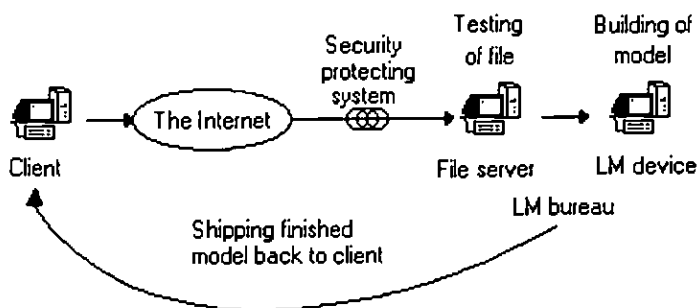 Testing
of file
Building of
model
Security
protecting
system
The Internet
Client
File server
LM device
LM bureau
Shipping finished
model back to client